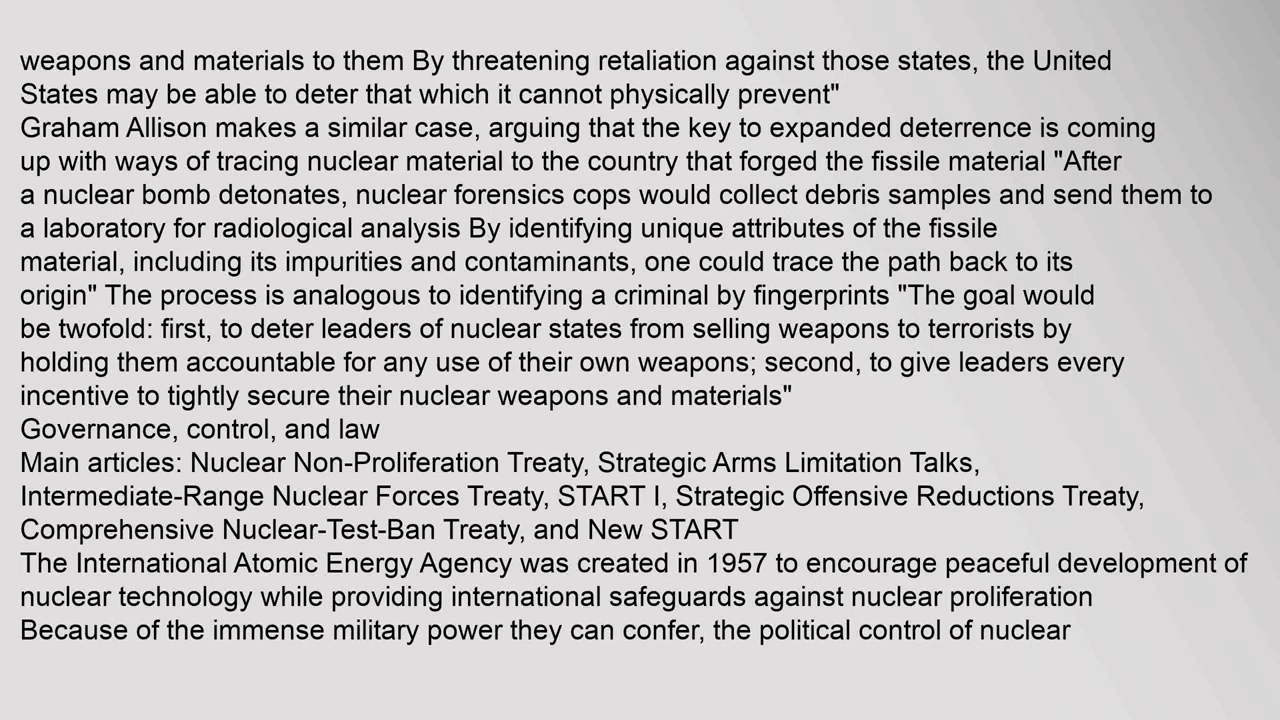 weapons and materials to them By threatening retaliation against those states, the United
States may be able to deter that which it cannot physically prevent"
Graham Allison makes a similar case, arguing that the key to expanded deterrence is coming
up with ways of tracing nuclear material to the country that forged the fissile material "After
a nuclear bomb detonates, nuclear forensics cops would collect debris samples and send them to
a laboratory for radiological analysis By identifying unique attributes of the fissile
material, including its impurities and contaminants, one could trace the path back to its
origin" The process is analogous to identifying a criminal by fingerprints "The goal would
be twofold: first, to deter leaders of nuclear states from selling weapons to terrorists by
holding them accountable for any use of their own weapons; second, to give leaders every
incentive to tightly secure their nuclear weapons and materials"
Governance, control, and law
Main articles: Nuclear Non-Proliferation Treaty, Strategic Arms Limitation Talks,
Intermediate-Range Nuclear Forces Treaty, START I, Strategic Offensive Reductions Treaty,
Comprehensive Nuclear-Test-Ban Treaty, and New START
The International Atomic Energy Agency was created in 1957 to encourage peaceful development of
nuclear technology while providing international safeguards against nuclear proliferation
Because of the immense military power they can confer, the political control of nuclear